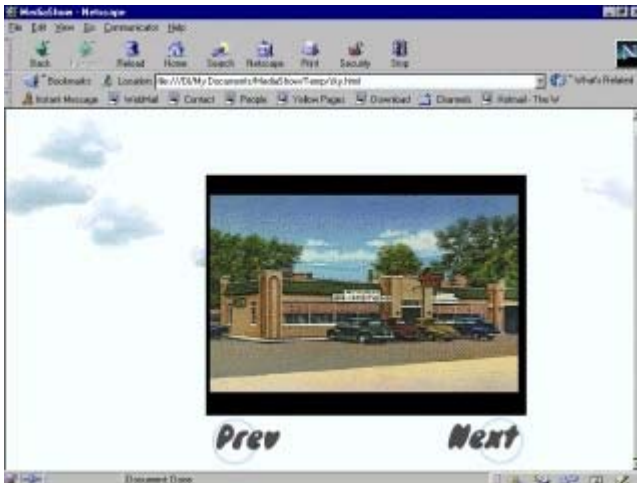 MediaShow - Netscape
File Edit View Go Communicator Help
Back Reload Home Search Netscape Print Security Stop
Bookmarks Location: file:///D|/My Documents/MediaShow/Temp/sky.html What's Related
Instant Message WebMail Contact People Yellow Pages Download Channels Hotmail - The W
Prev Next
Document: Done